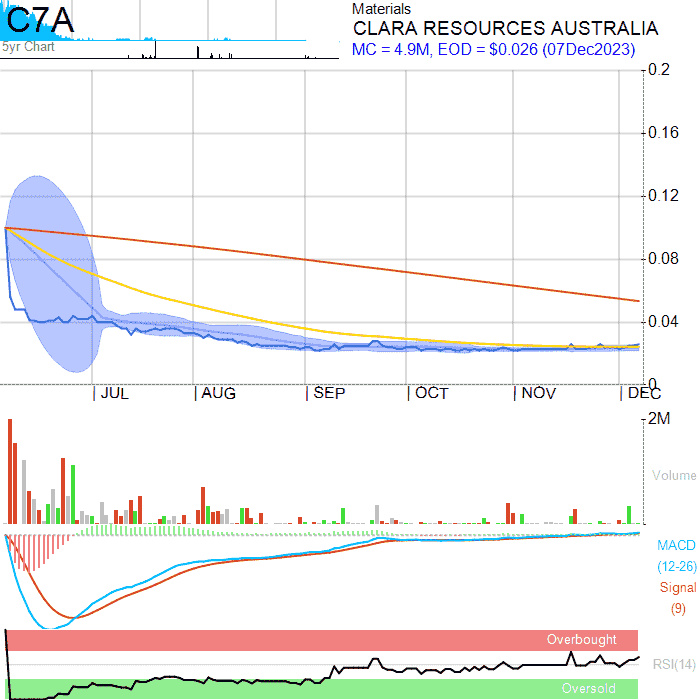 C7A
5yr Chart
Materials
CLARA RESOURCES AUSTRALIA
MC = 4.9M, EOD = $0.026 (07Dec2023)
0.2
0.16
0.12
0.08
0.04
0
JUL AUG SEP OCT NOV DEC
2M
Volume
MACD
(12-26)
Signal
(9)
Overbought
RSI(14)
Oversold